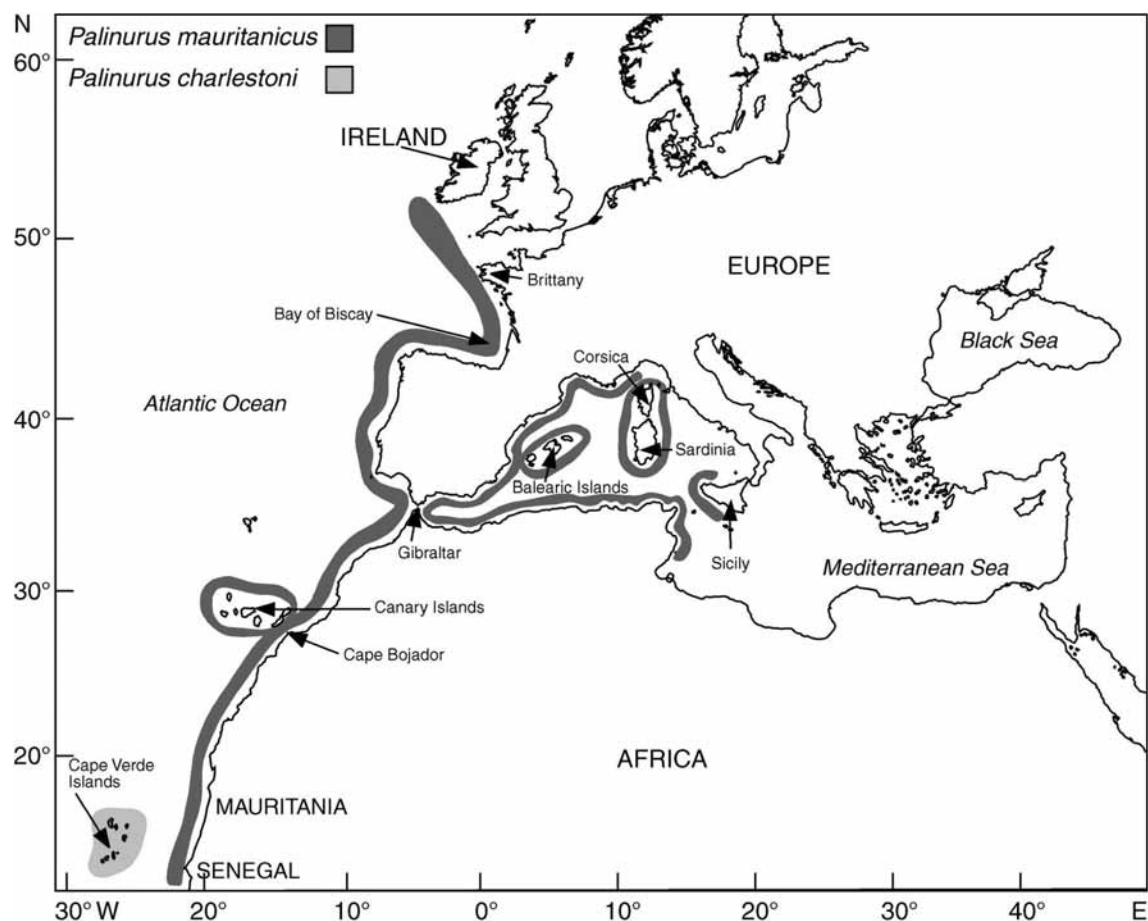 N
Palinurus mauritanicus
Palinurus charlestoni
60°
IRELAND
50°
Brittany
EUROPE
Bay of Biscay
Black Sea
Corsica
Atlantic Ocean
40°
Sardinia
Balearic Islands
Gibraltar
Sicily
Mediterranean Sea
30°
Canary Islands
Cape Bojador
20°
AFRICA
Cape Verde
Islands
MAURITANIA
SENEGAL
30° W 20° 10° 0° 10° 20° 30° 40° E